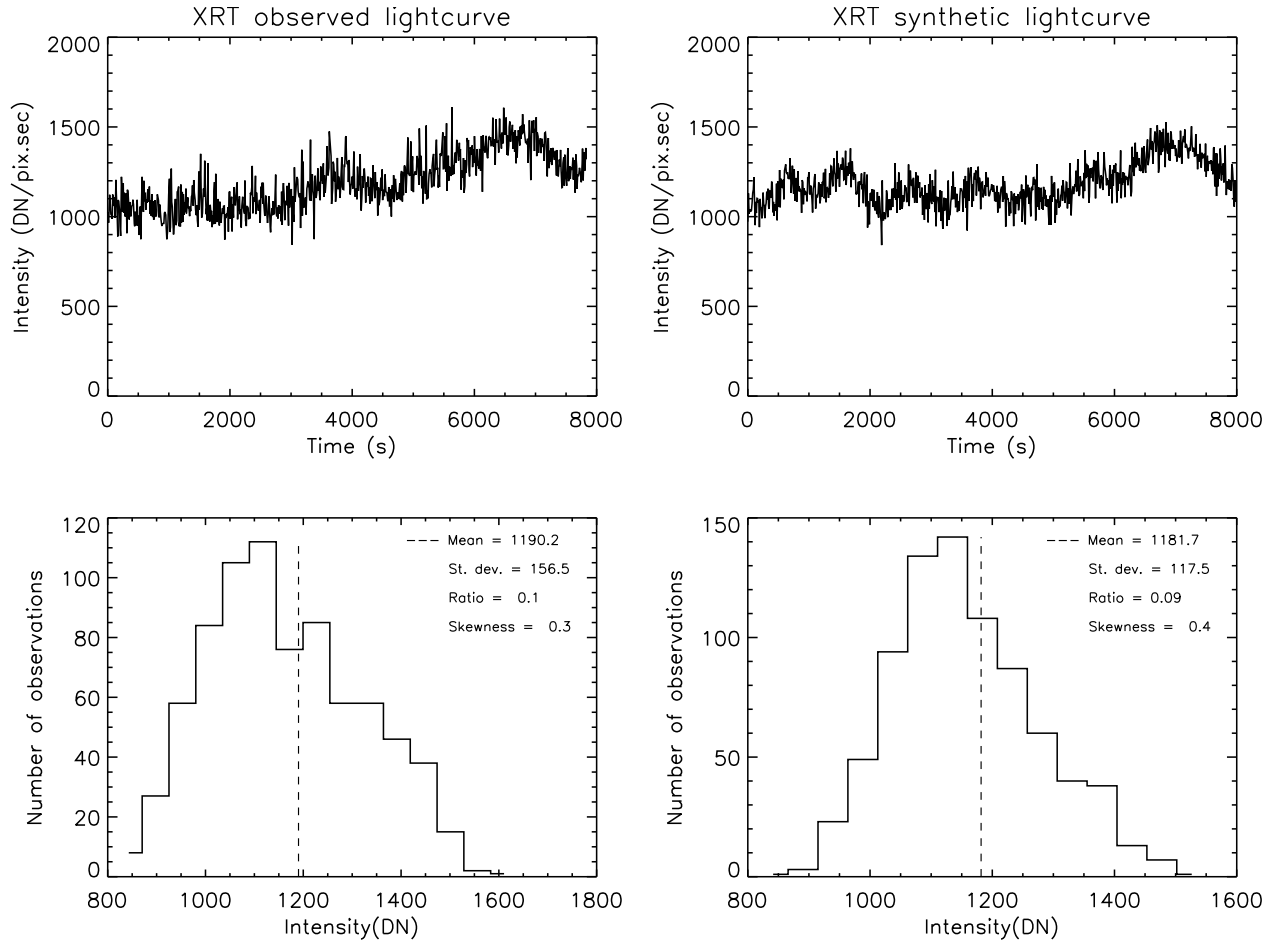 XRT observed lightcurve
2000
1500
1000
500
0
Intensity (DN/pix.sec)
0 2000 4000 6000 8000
Time (s)
XRT synthetic lightcurve
2000
1500
1000
500
0
Intensity (DN/pix.sec)
0 2000 4000 6000 8000
Time (s)
120
100
80
60
40
20
0
Number of observations
Mean = 1190.2
St. dev. = 156.5
Ratio = 0.1
Skewness = 0.3
800 1000 1200 1400 1600 1800
Intensity(DN)
150
100
50
0
Number of observations
Mean = 1181.7
St. dev. = 117.5
Ratio = 0.09
Skewness = 0.4
800 1000 1200 1400 1600
Intensity(DN)